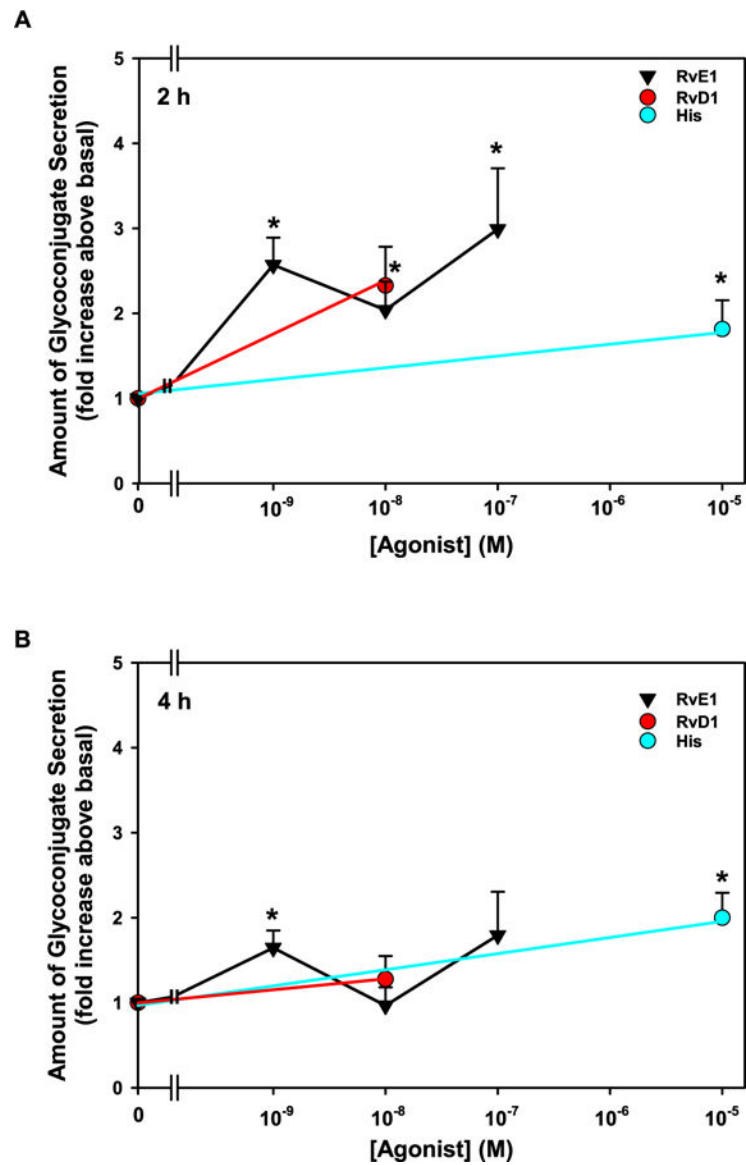 A
Amount of Glycoconjugate Secretion
(fold increase above basal)
5
4
3
2
1
0
2 h
RvE1
RvD1
His
*
*
*
*
0
10⁻⁹
10⁻⁸
10⁻⁷
10⁻⁶
10⁻⁵
[Agonist] (M)
B
Amount of Glycoconjugate Secretion
(fold increase above basal)
5
4
3
2
1
0
4 h
RvE1
RvD1
His
*
*
0
10⁻⁹
10⁻⁸
10⁻⁷
10⁻⁶
10⁻⁵
[Agonist] (M)